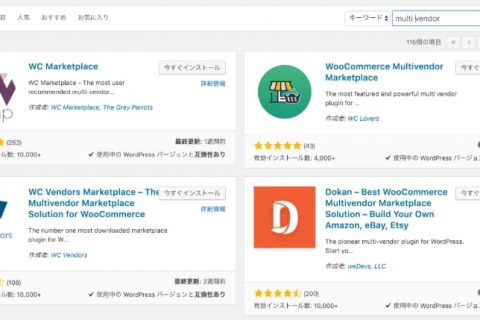 目 人気 おすすめ お気に入り
キーワード
multi vendor
115個の項目 « ‹
WC Marketplace
今すぐインストール
詳細情報
WC Marketplace - The most user
recommended multi-vendor...
作成者: WC Marketplace, The Grey Parrots
(253)
最終更新: 1週間前
ル数: 10,000+
✓ 使用中の WordPress バージョンと互換性あり
WooCommerce Multivendor
Marketplace
今すぐ
The most featured and powerful multi vendor
plugin for ...
作成者: WC Lovers
(43)
最終更新
有効インストール数: 4,000+
✓ 使用中の WordPress バージョン
WC Vendors Marketplace – The
Multivendor Marketplace
Solution for WooCommerce
今すぐインストール
詳細情報
The number one most downloaded marketplace
plugin for W...
作成者: WC Vendors
ors
(108)
最終更新: 2週間前
ル数: 10,000+
✓ 使用中の WordPress バージョンと互換性あり
Dokan – Best WooCommerce
Multivendor Marketplace
Solution – Build Your Own
Amazon, eBay, Etsy
今すぐ
The pioneer multi-vendor plugin for WordPress.
Start yo...
作成者: weDevs, LLC
(200)
最終更新
有効インストール数: 10,000+
✓ 使用中の WordPress バージョン